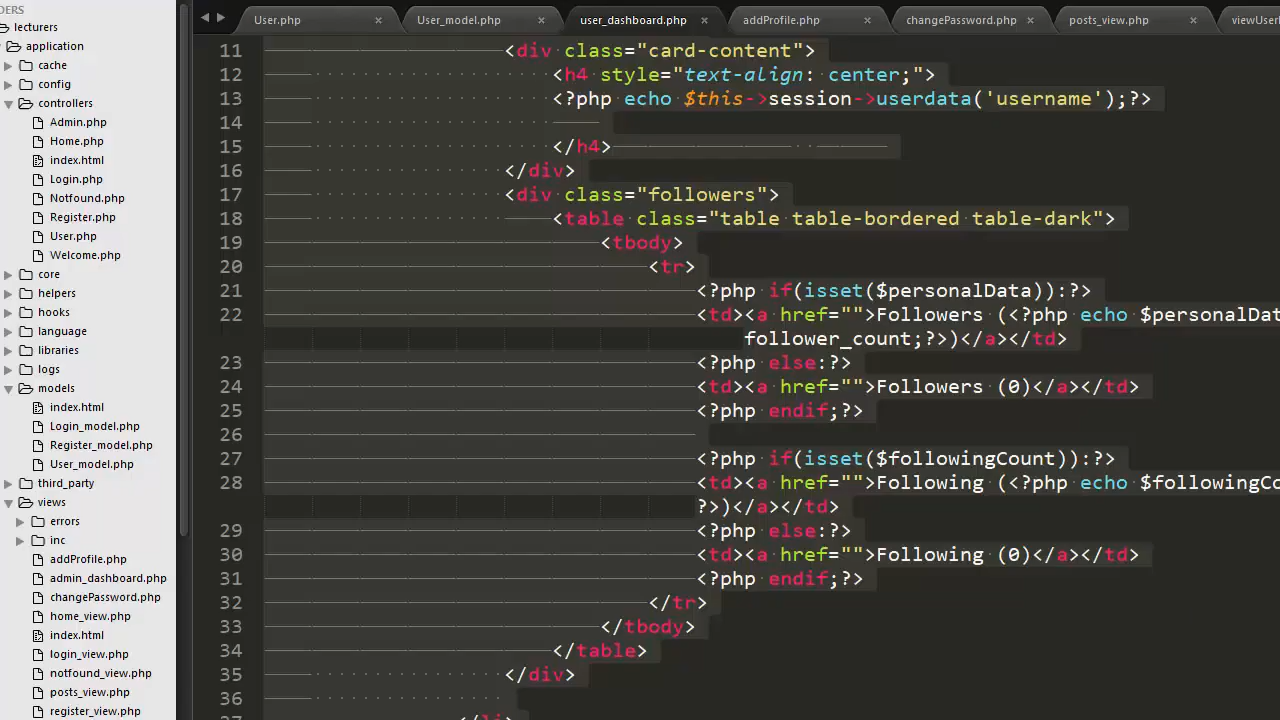 DERS
lecturers
application
cache
config
controllers
Admin.php
Home.php
index.html
Login.php
Notfound.php
Register.php
User.php
Welcome.php
core
helpers
hooks
language
libraries
logs
models
index.html
Login_model.php
Register_model.php
User_model.php
third_party
views
errors
inc
addProfile.php
admin_dashboard.php
changePassword.php
home_view.php
index.html
login_view.php
notfound_view.php
posts_view.php
register_view.php
User.php × User_model.php × user_dashboard.php × addProfile.php × changePassword.php × posts_view.php × viewUserI
11 <div class="card-content">
12 <h4 style="text-align: center;">
13 <?php echo $this->session->userdata('username');?>
14
15 </h4>
16 </div>
17 <div class="followers">
18 <table class="table table-bordered table-dark">
19 <tbody>
20 <tr>
21 <?php if(isset($personalData)):?>
22 <td><a href="">Followers (<?php echo $personalDat
follower_count;?>)</a></td>
23 <?php else:?>
24 <td><a href="">Followers (0)</a></td>
25 <?php endif;?>
26
27 <?php if(isset($followingCount)):?>
28 <td><a href="">Following (<?php echo $followingCo
?>)</a></td>
29 <?php else:?>
30 <td><a href="">Following (0)</a></td>
31 <?php endif;?>
32 </tr>
33 </tbody>
34 </table>
35 </div>
36